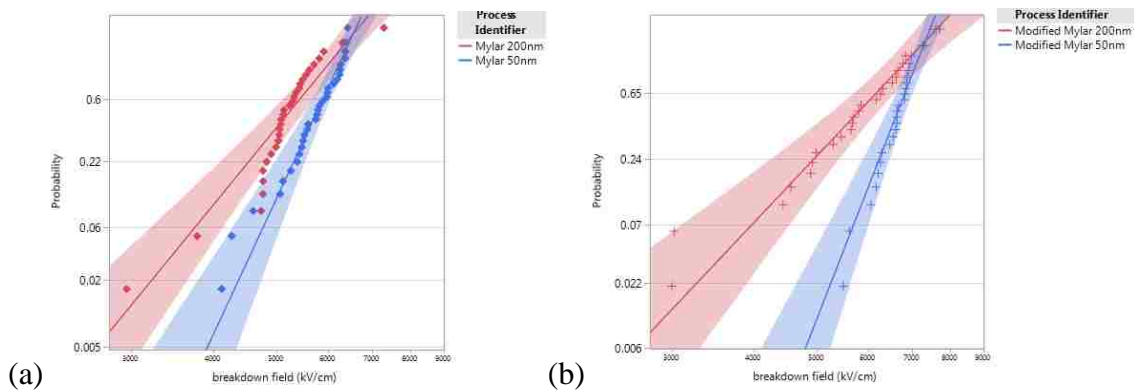 Process
Identifier
Mylar 200nm
Mylar 50nm
Probability
0.6
0.22
0.06
0.02
0.005
3000 4000 5000 6000 7000 9000
breakdown field (kV/cm)
(a)
Process Identifier
Modified Mylar 200nm
Modified Mylar 50nm
Probability
0.65
0.24
0.07
0.022
0.006
3000 5000 6000 7000 8000 9000
breakdown field (kV/cm)
(b)